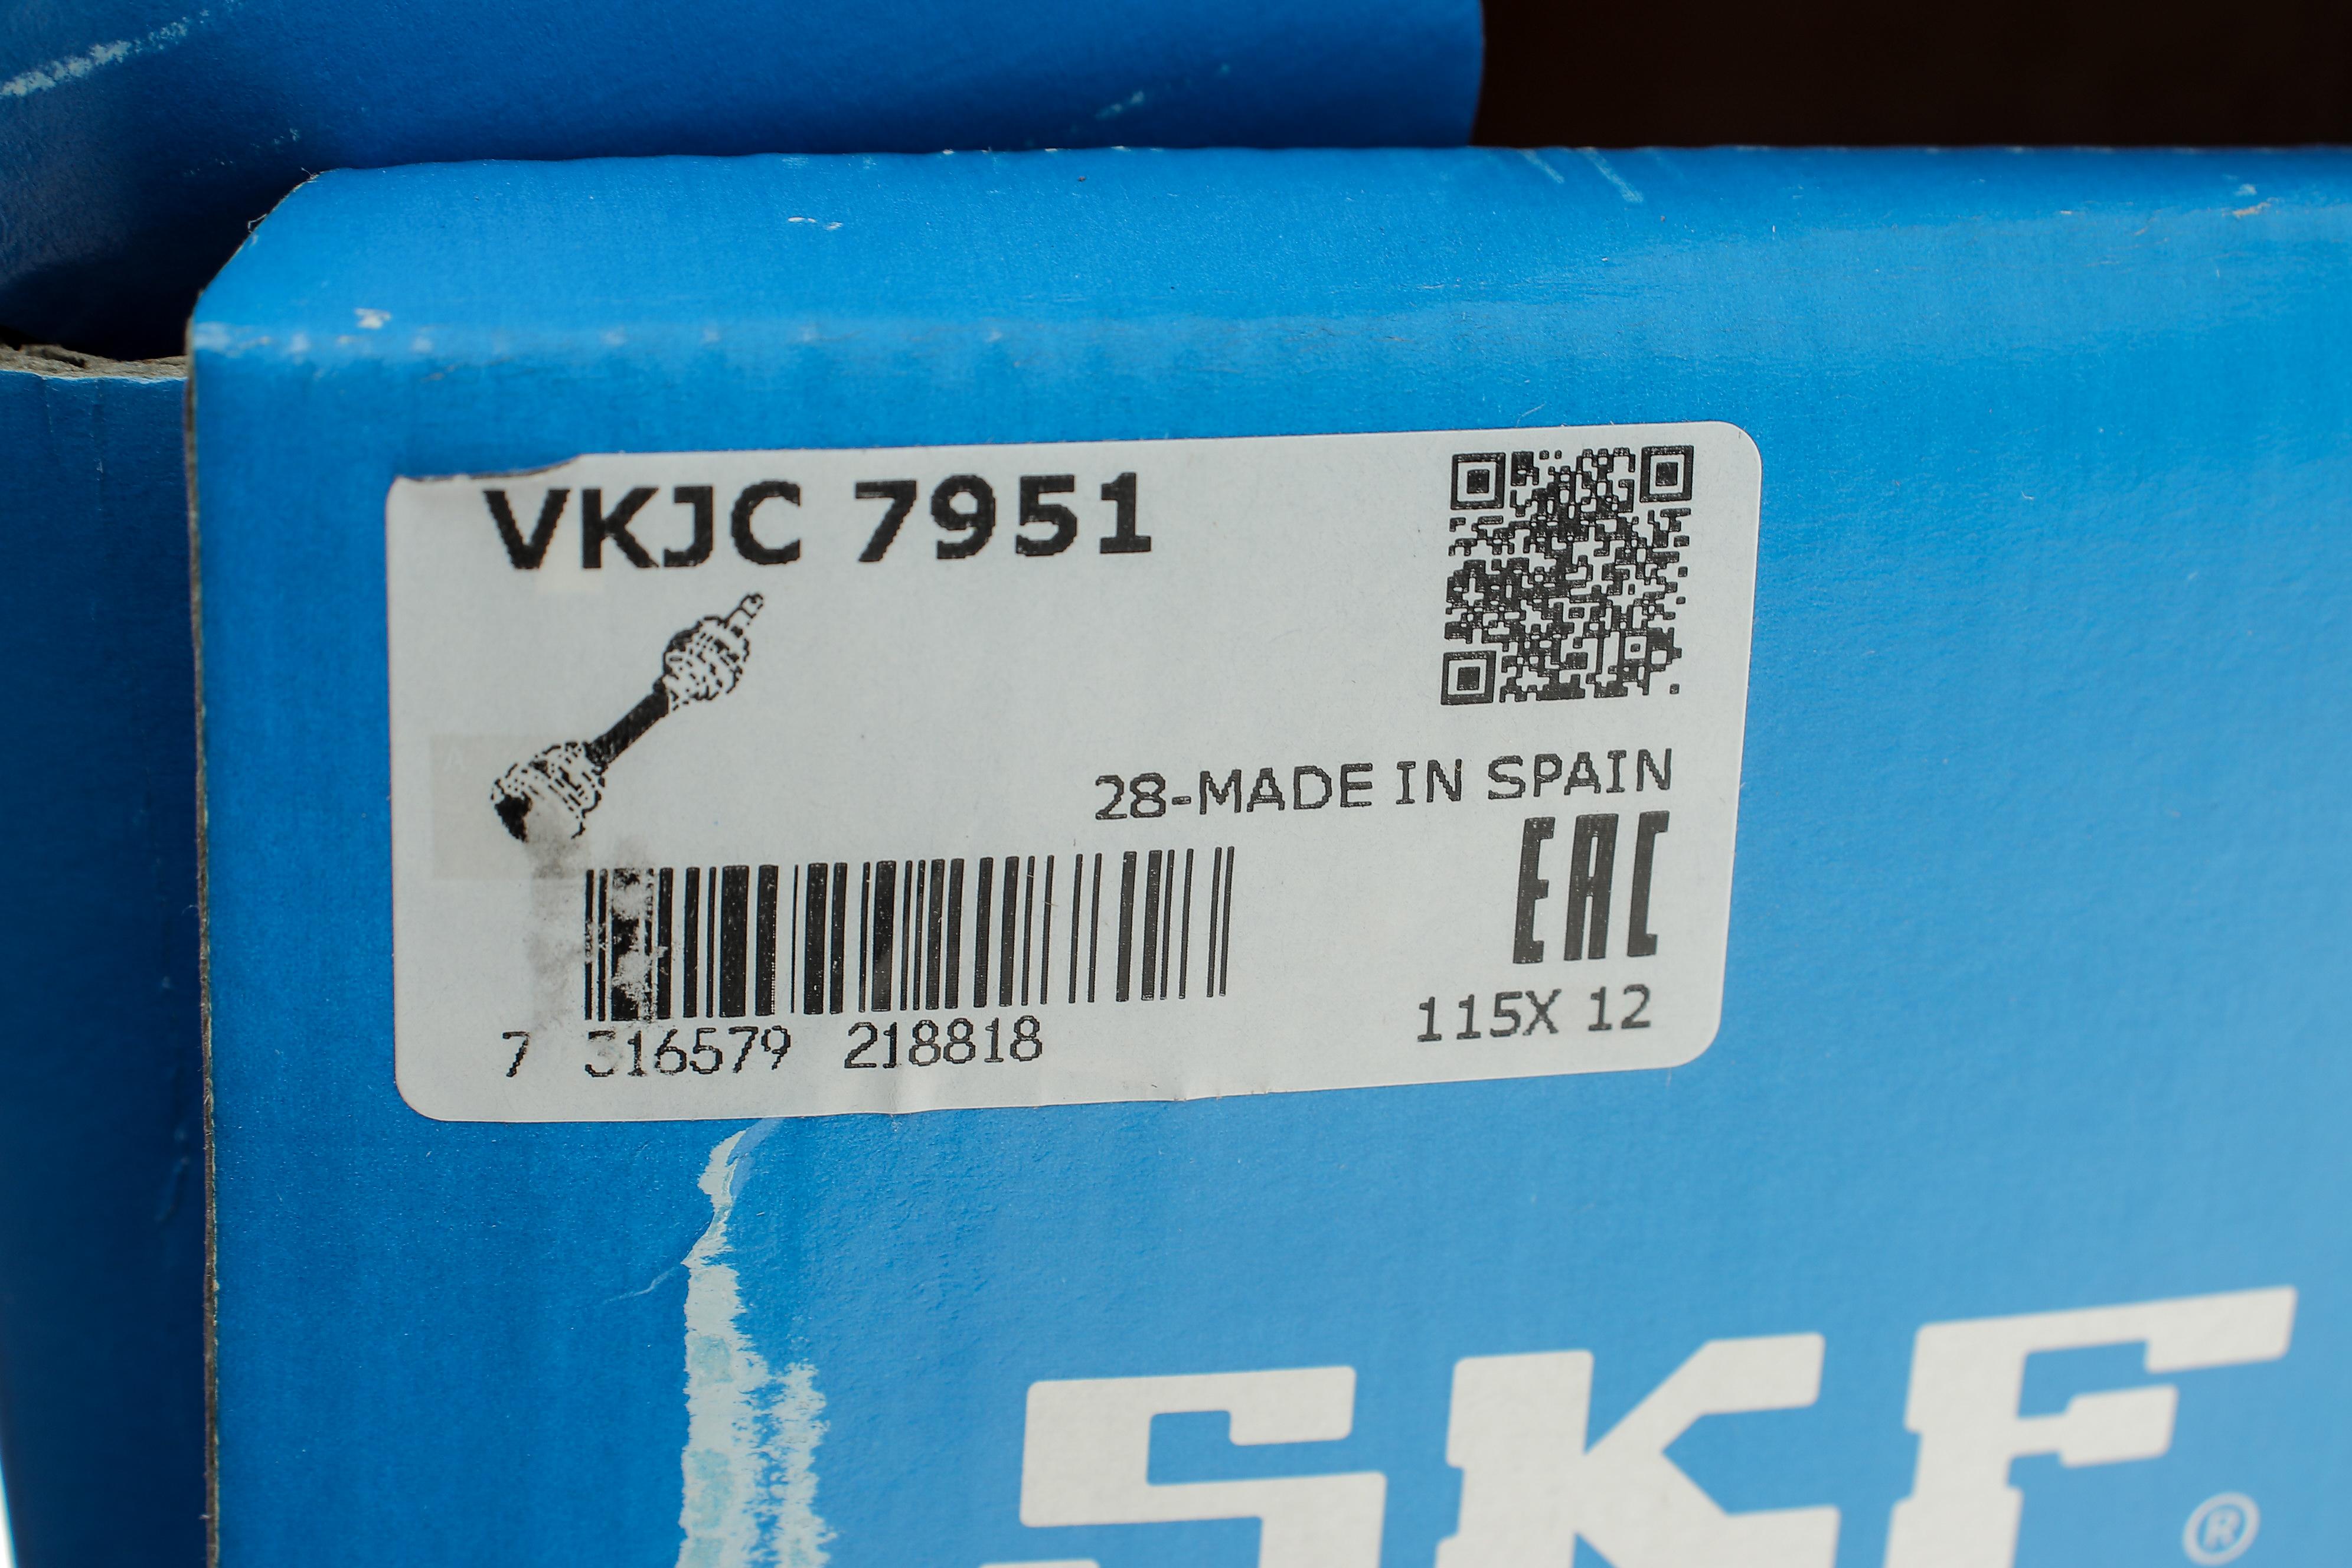 VKJC 7951
28-MADE IN SPAIN
EAC
7 316579 218818
115X 12
SKF
®